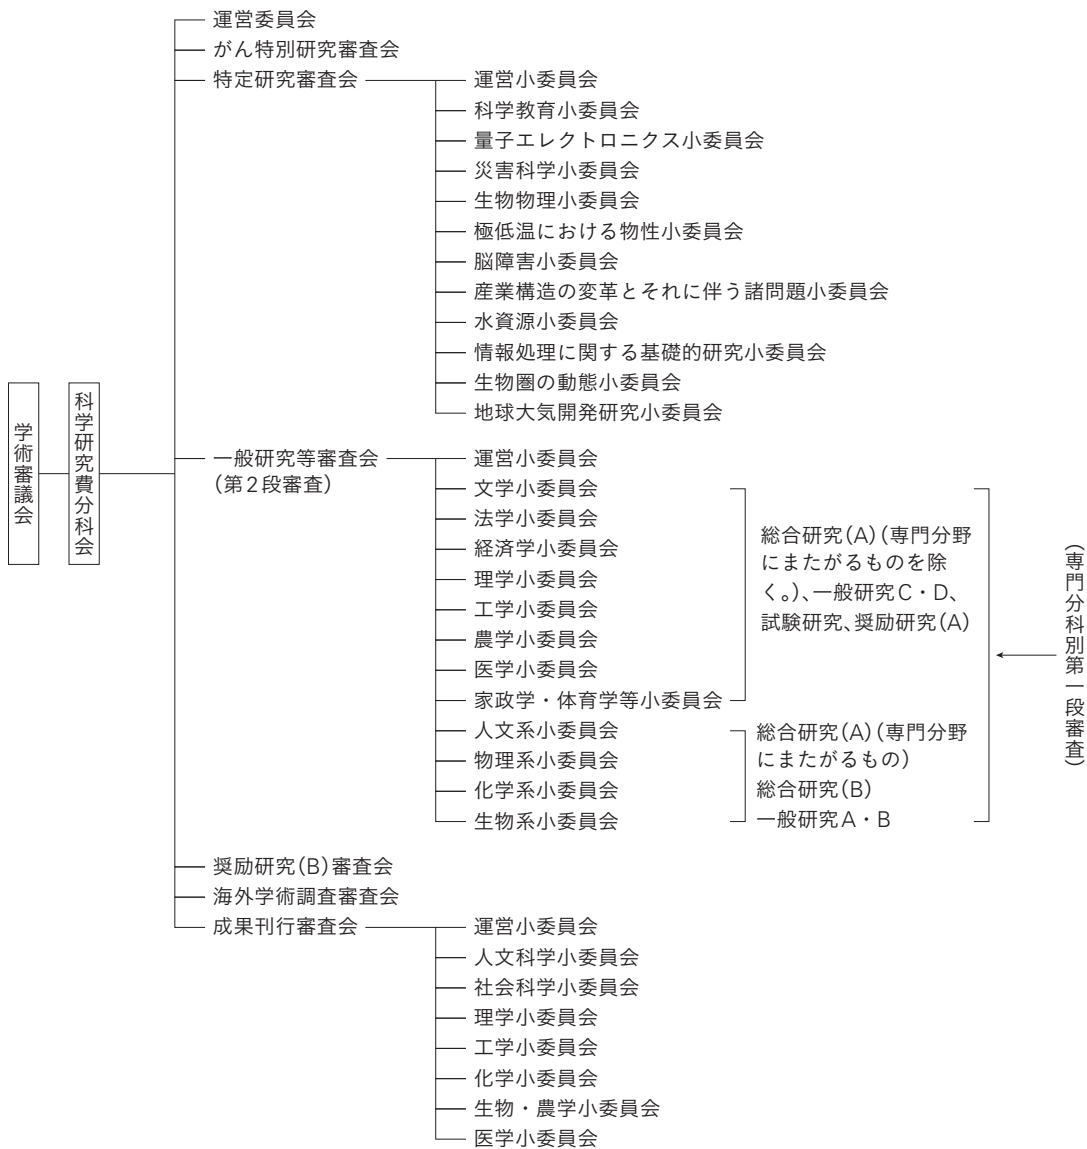 学術審議会
科学研究費分科会
運営委員会
がん特別研究審査会
特定研究審査会
運営小委員会
科学教育小委員会
量子エレクトロニクス小委員会
災害科学小委員会
生物物理小委員会
極低温における物性小委員会
脳障害小委員会
産業構造の変革とそれに伴う諸問題小委員会
水資源小委員会
情報処理に関する基礎的研究小委員会
生物圏の動態小委員会
地球大気開発研究小委員会
一般研究等審査会
(第2段審査)
運営小委員会
文学小委員会
法学小委員会
経済学小委員会
理学小委員会
工学小委員会
農学小委員会
医学小委員会
家政学・体育学等小委員会
総合研究(A)(専門分野
にまたがるものを除
く。)、一般研究C・D、
試験研究、奨励研究(A)
人文系小委員会
物理系小委員会
化学系小委員会
生物系小委員会
総合研究(A)(専門分野
にまたがるもの)
総合研究(B)
一般研究A・B
(専門分科別第一段審査)
奨励研究(B)審査会
海外学術調査審査会
成果刊行審査会
運営小委員会
人文科学小委員会
社会科学小委員会
理学小委員会
工学小委員会
化学小委員会
生物・農学小委員会
医学小委員会